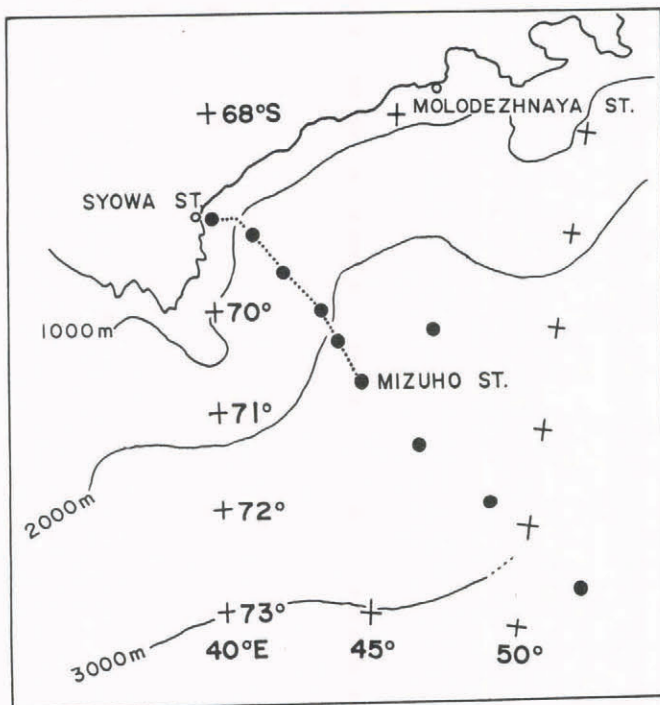 68°S
MOLODEZHNAYA ST.
SYOWA ST.
70°
1000m
MIZUHO ST.
71°
2000m
72°
73°
3000m
40°E 45° 50°